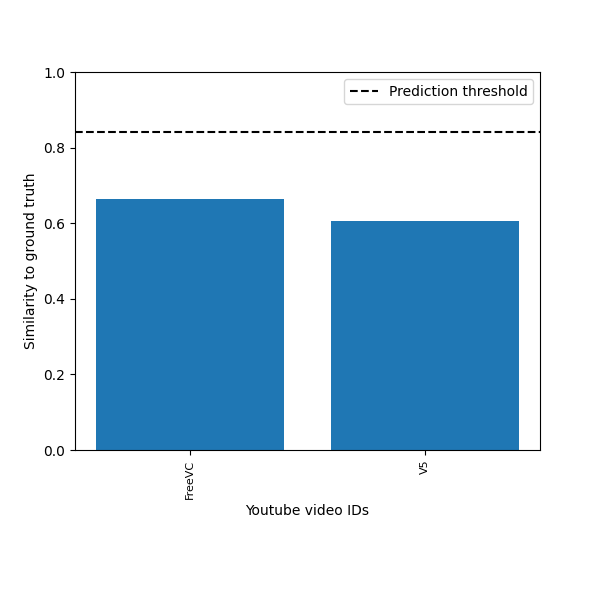 1.0
Prediction threshold
0.8
0.6
0.4
0.2
0.0
Similarity to ground truth
FreeVC
V5
Youtube video IDs